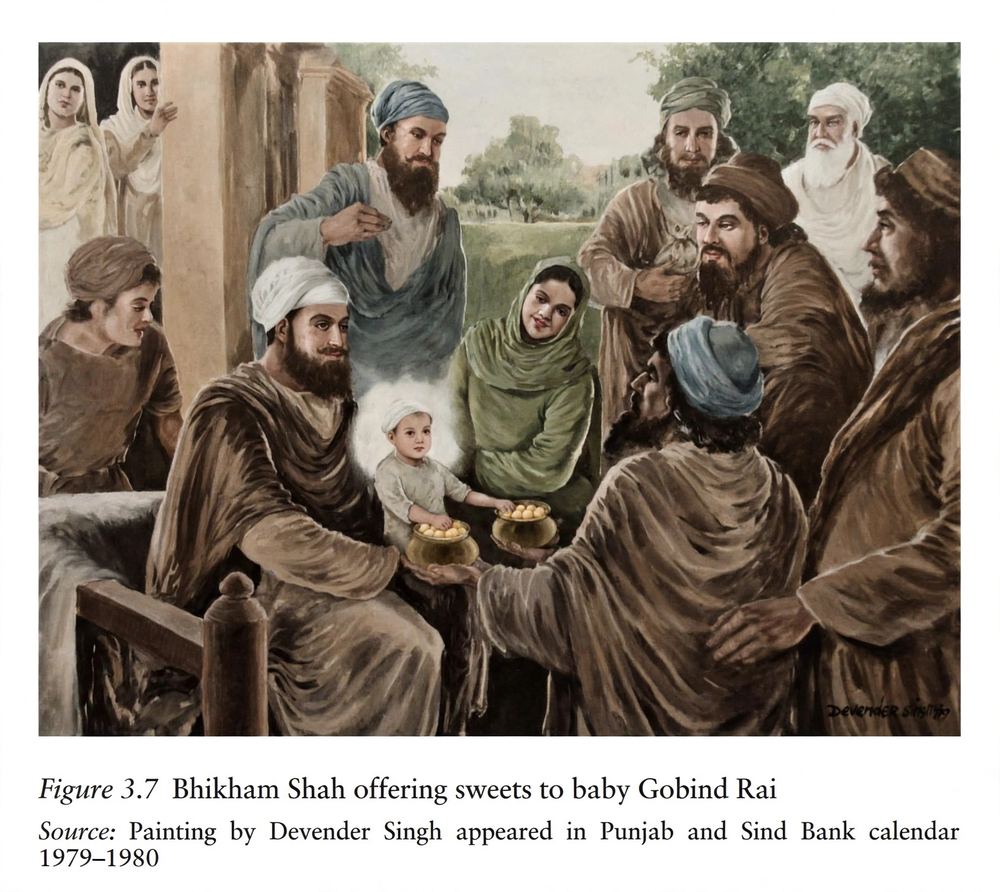 Devender Singh
Figure 3.7 Bhikham Shah offering sweets to baby Gobind Rai
Source: Painting by Devender Singh appeared in Punjab and Sind Bank calendar
1979–1980